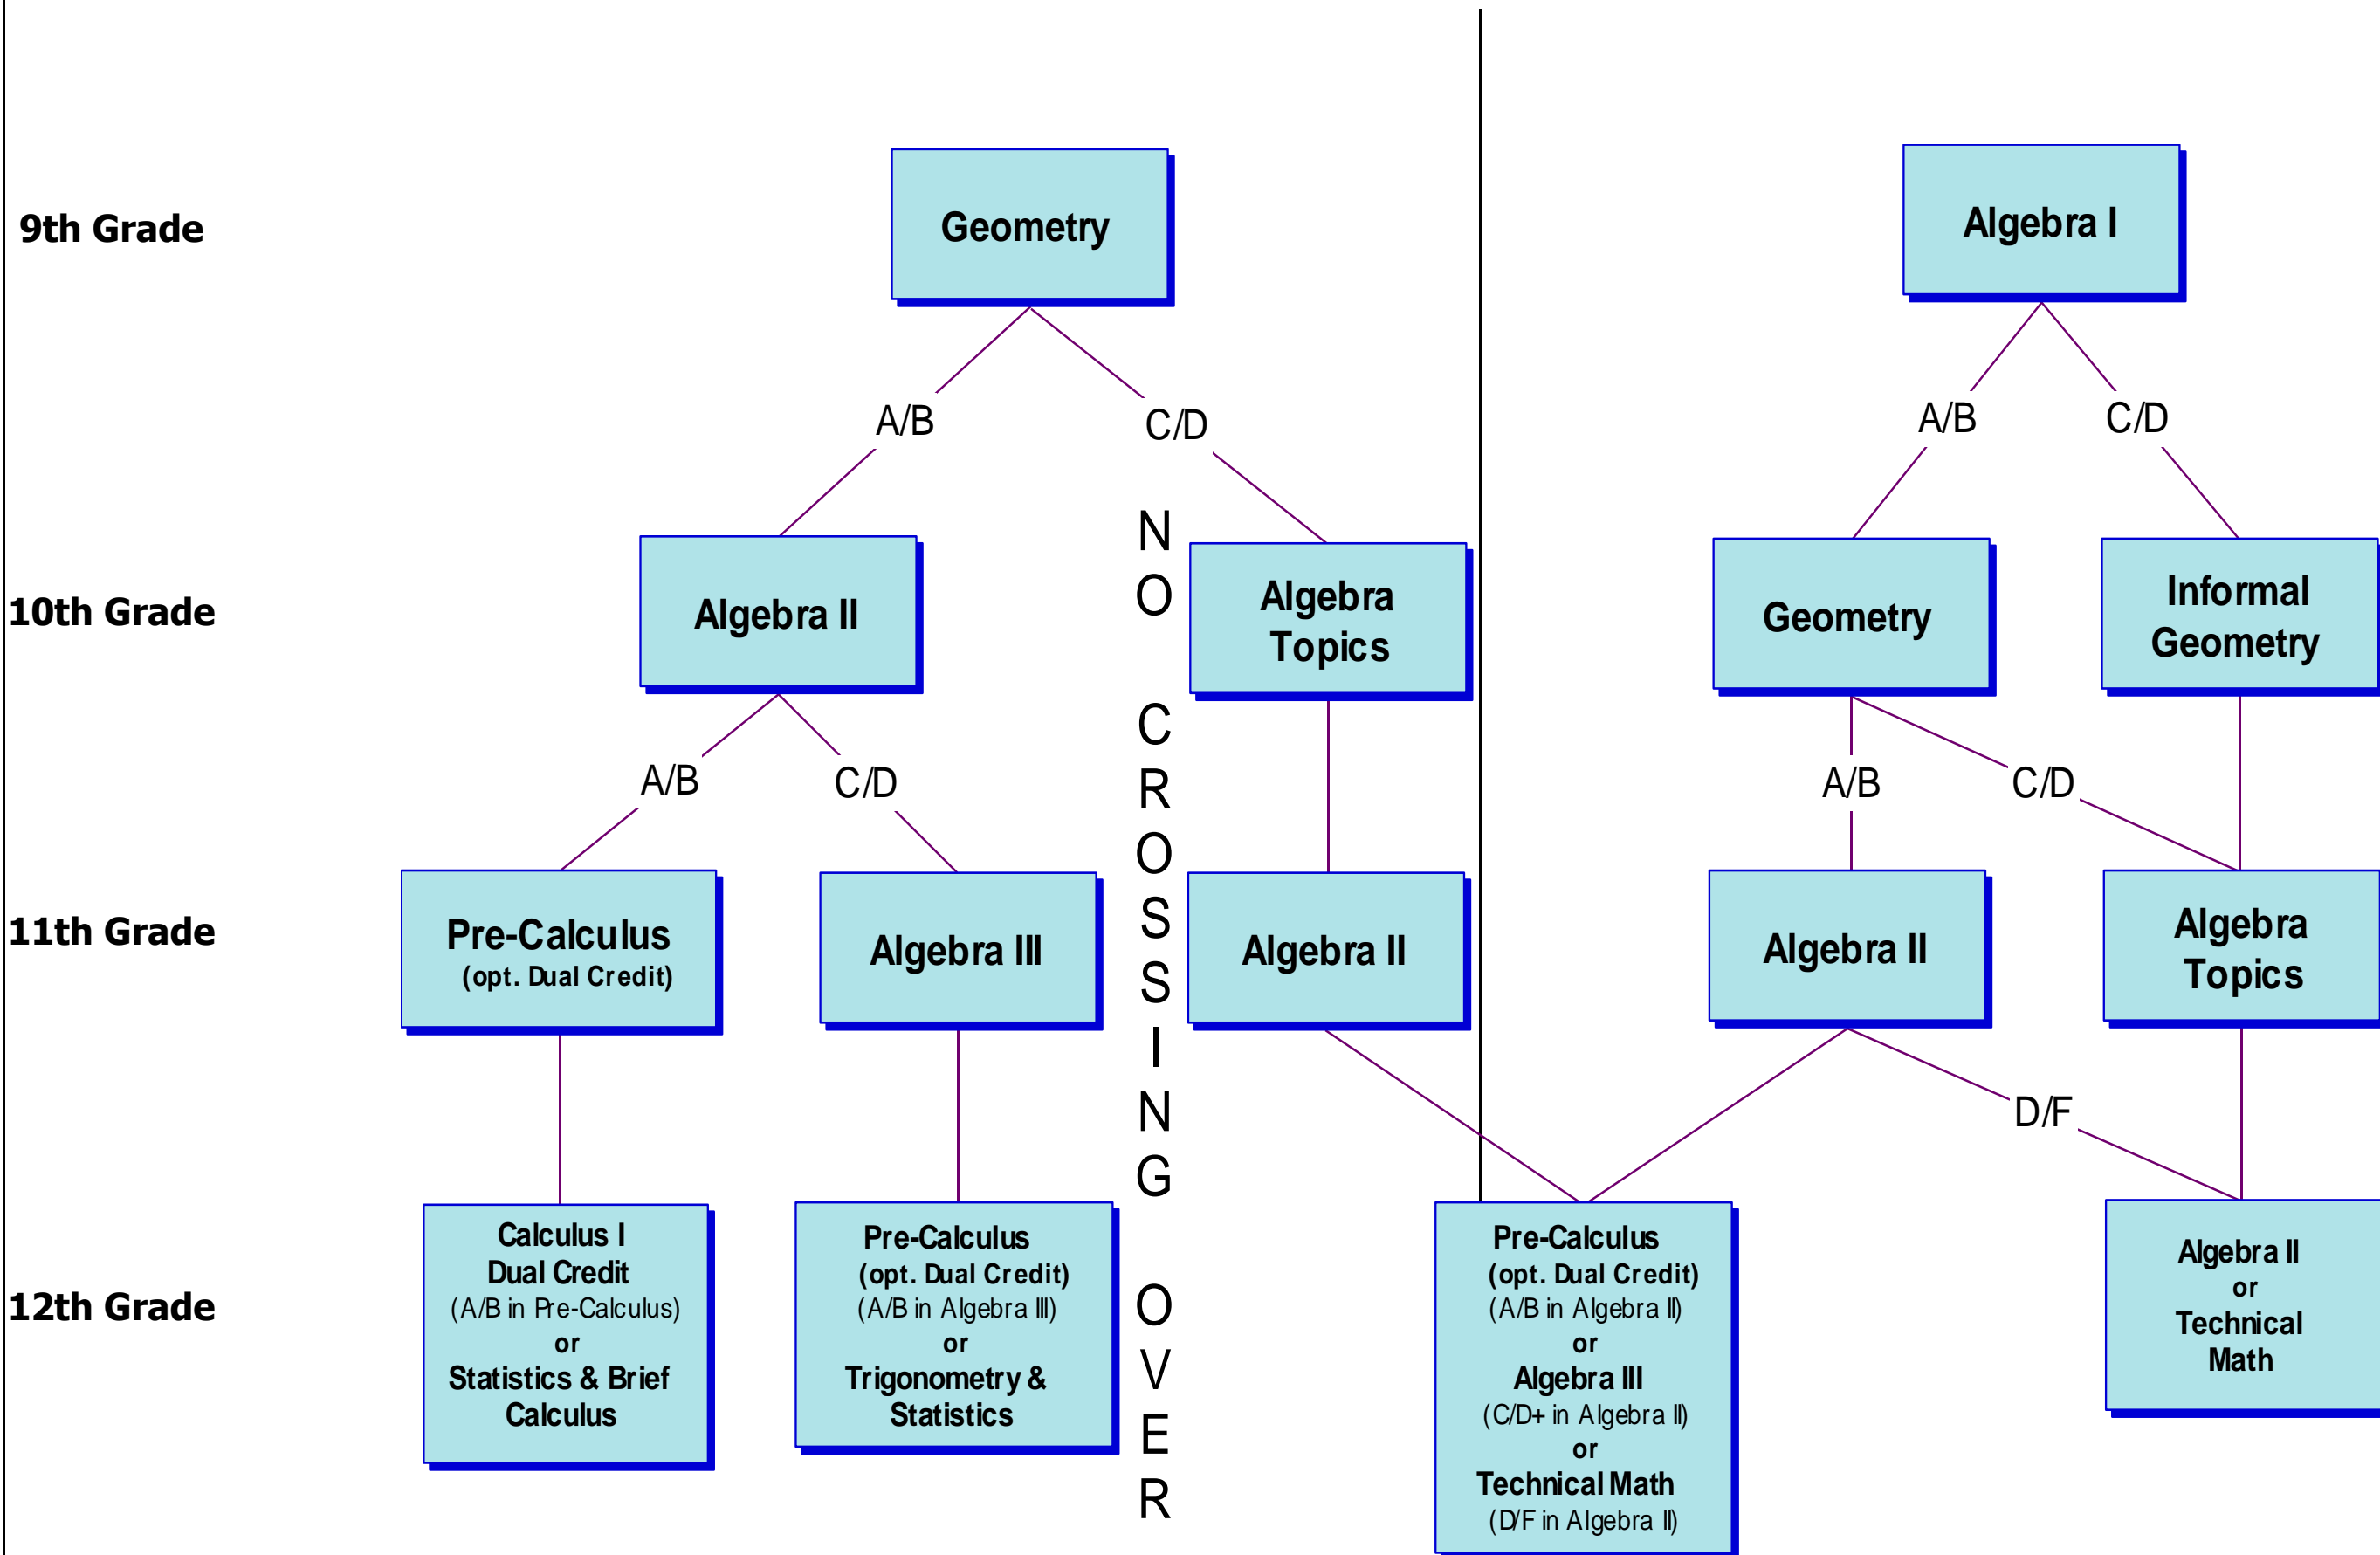 9th Grade
Geometry
Algebra I
A/B
C/D
A/B
C/D
10th Grade
Algebra II
Algebra
Topics
Geometry
Informal
Geometry
A/B
C/D
A/B
C/D
11th Grade
Pre-Calculus
(opt. Dual Credit)
Algebra III
Algebra II
Algebra II
Algebra
Topics
D/F
12th Grade
Calculus I
Dual Credit
(A/B in Pre-Calculus)
or
Statistics & Brief
Calculus
Pre-Calculus
(opt. Dual Credit)
(A/B in Algebra III)
or
Trigonometry &
Statistics
Pre-Calculus
(opt. Dual Credit)
(A/B in Algebra II)
or
Algebra III
(C/D+ in Algebra II)
or
Technical Math
(D/F in Algebra II)
Algebra II
or
Technical
Math
NO CROSSING OVER